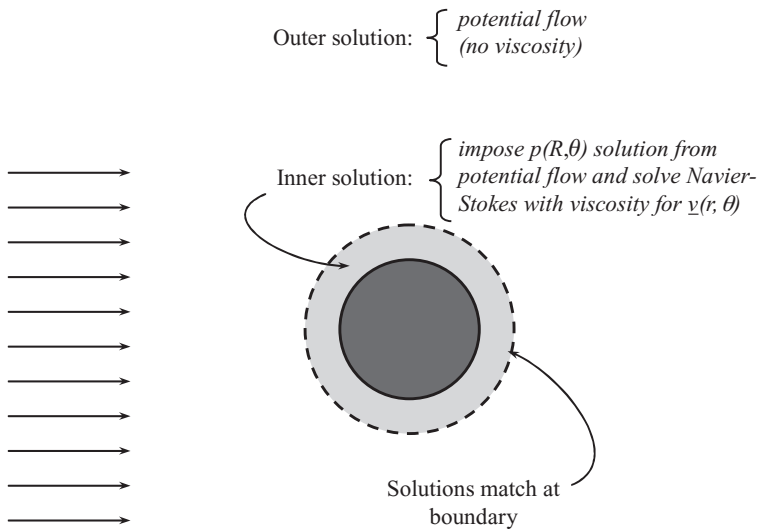 Outer solution:
potential flow
(no viscosity)
Inner solution:
impose p(R,θ) solution from
potential flow and solve Navier-
Stokes with viscosity for v(r, θ)
Solutions match at
boundary